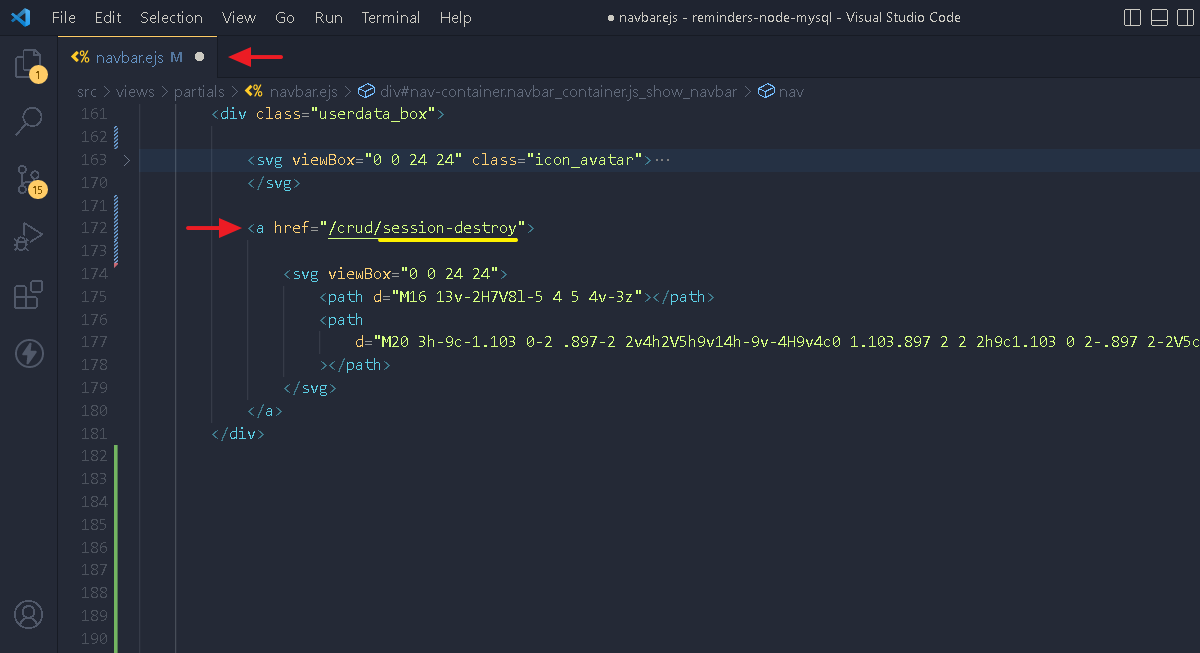 File Edit Selection View Go Run Terminal Help ● navbar.ejs - reminders-node-mysql - Visual Studio Code
<% navbar.ejs M ●
src > views > partials > <% navbar.ejs > div#nav-container.navbar_container.js_show_navbar > nav
1
15
161 <div class="userdata_box">
162
163 > <svg viewBox="0 0 24 24" class="icon_avatar">···
170 </svg>
171
172 <a href="/crud/session-destroy">
173
174 <svg viewBox="0 0 24 24">
175 <path d="M16 13v-2H7V8l-5 4 5 4v-3z"></path>
176 <path
177 d="M20 3h-9c-1.103 0-2 .897-2 2v4h2V5h9v14h-9v-4H9v4c0 1.103.897 2 2 2h9c1.103 0 2-.897 2-2V5c
178 ></path>
179 </svg>
180 </a>
181 </div>
182
183
184
185
186
187
188
189
190